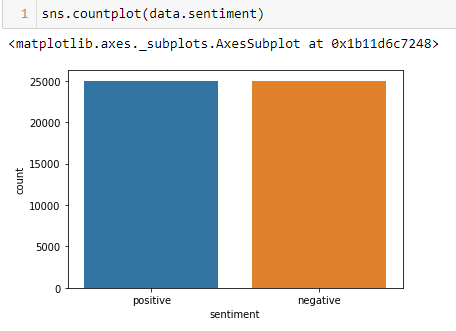 1 sns.countplot(data.sentiment)
<matplotlib.axes._subplots.AxesSubplot at 0x1b11d6c7248>
25000
20000
15000
10000
5000
0
count
positive negative
sentiment